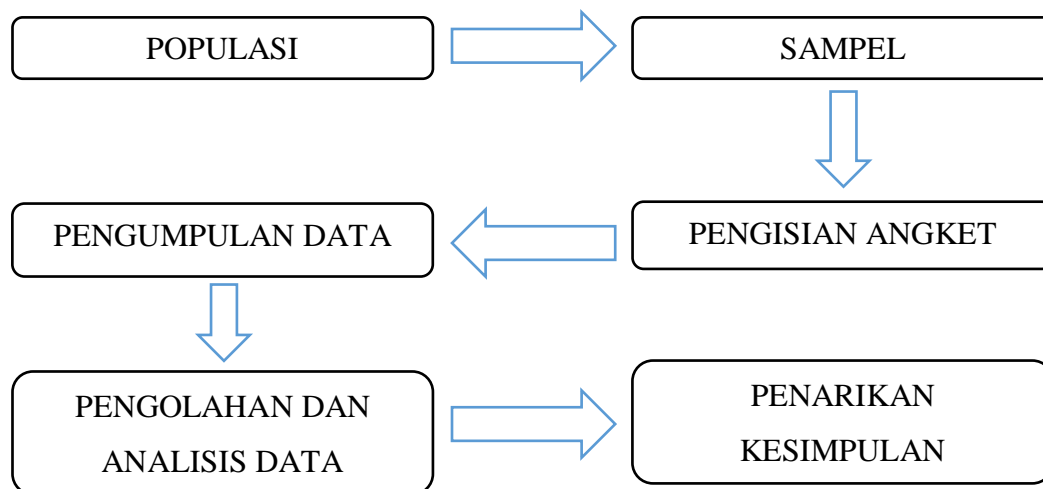 POPULASI
SAMPEL
PENGISIAN ANGKET
PENGUMPULAN DATA
PENGOLAHAN DAN
ANALISIS DATA
PENARIKAN
KESIMPULAN